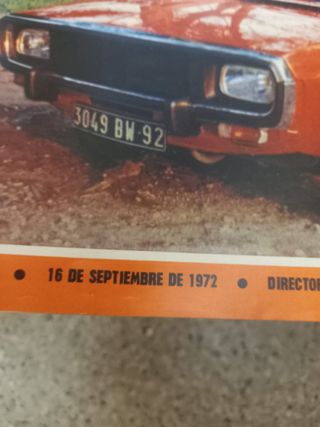 3049 BW-92
● 16 DE SEPTIEMBRE DE 1972 ● DIRECTOR